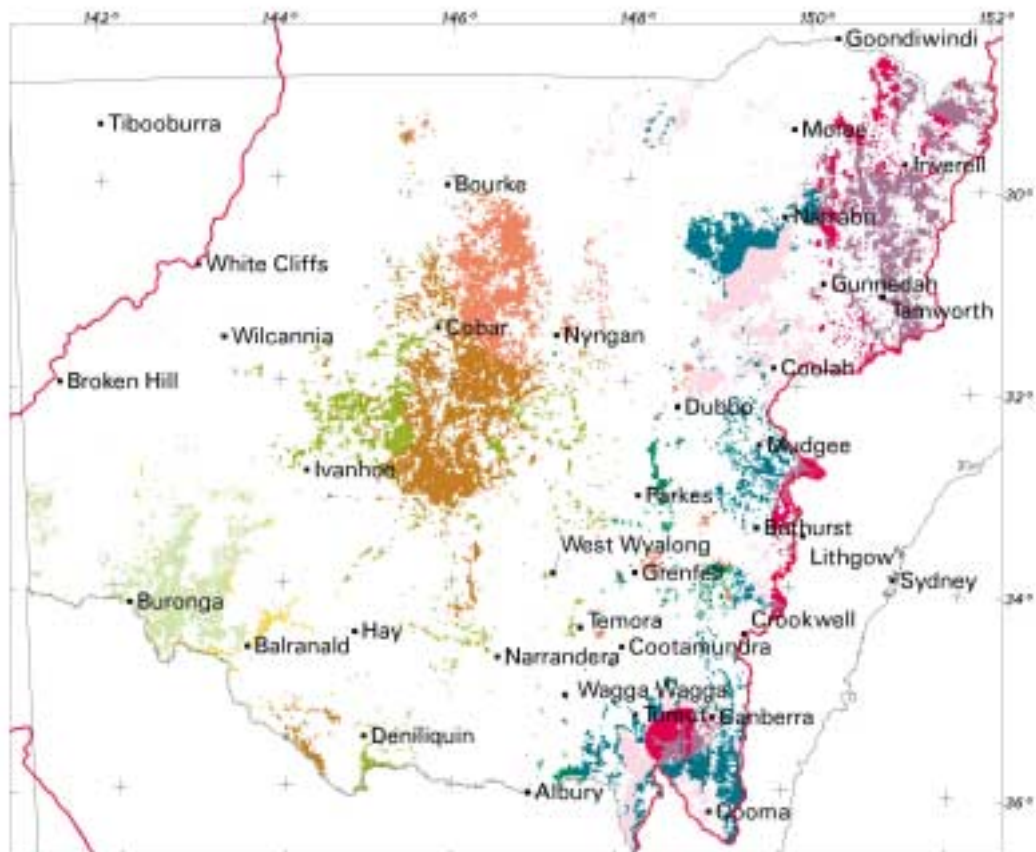 142° 144° 146° 148° 150° 152°
Goondiwindi
Tibooburra
Moree
Inverell
Bourke
30°
Narrabri
White Cliffs
Gunnedah
Tamworth
Cobar
Wilcannia
Nyngan
Coolah
Broken Hill
32°
Dubbo
Mudgee
Ivanhoe
Parkes
Bathurst
West Wyalong
Lithgow
Grenfell
Sydney
Buronga
34°
Temora
Crookwell
Hay
Balranald
Cootamundra
Narrandera
Wagga Wagga
Tumut
Canberra
Deniliquin
Albury
36°
Cooma